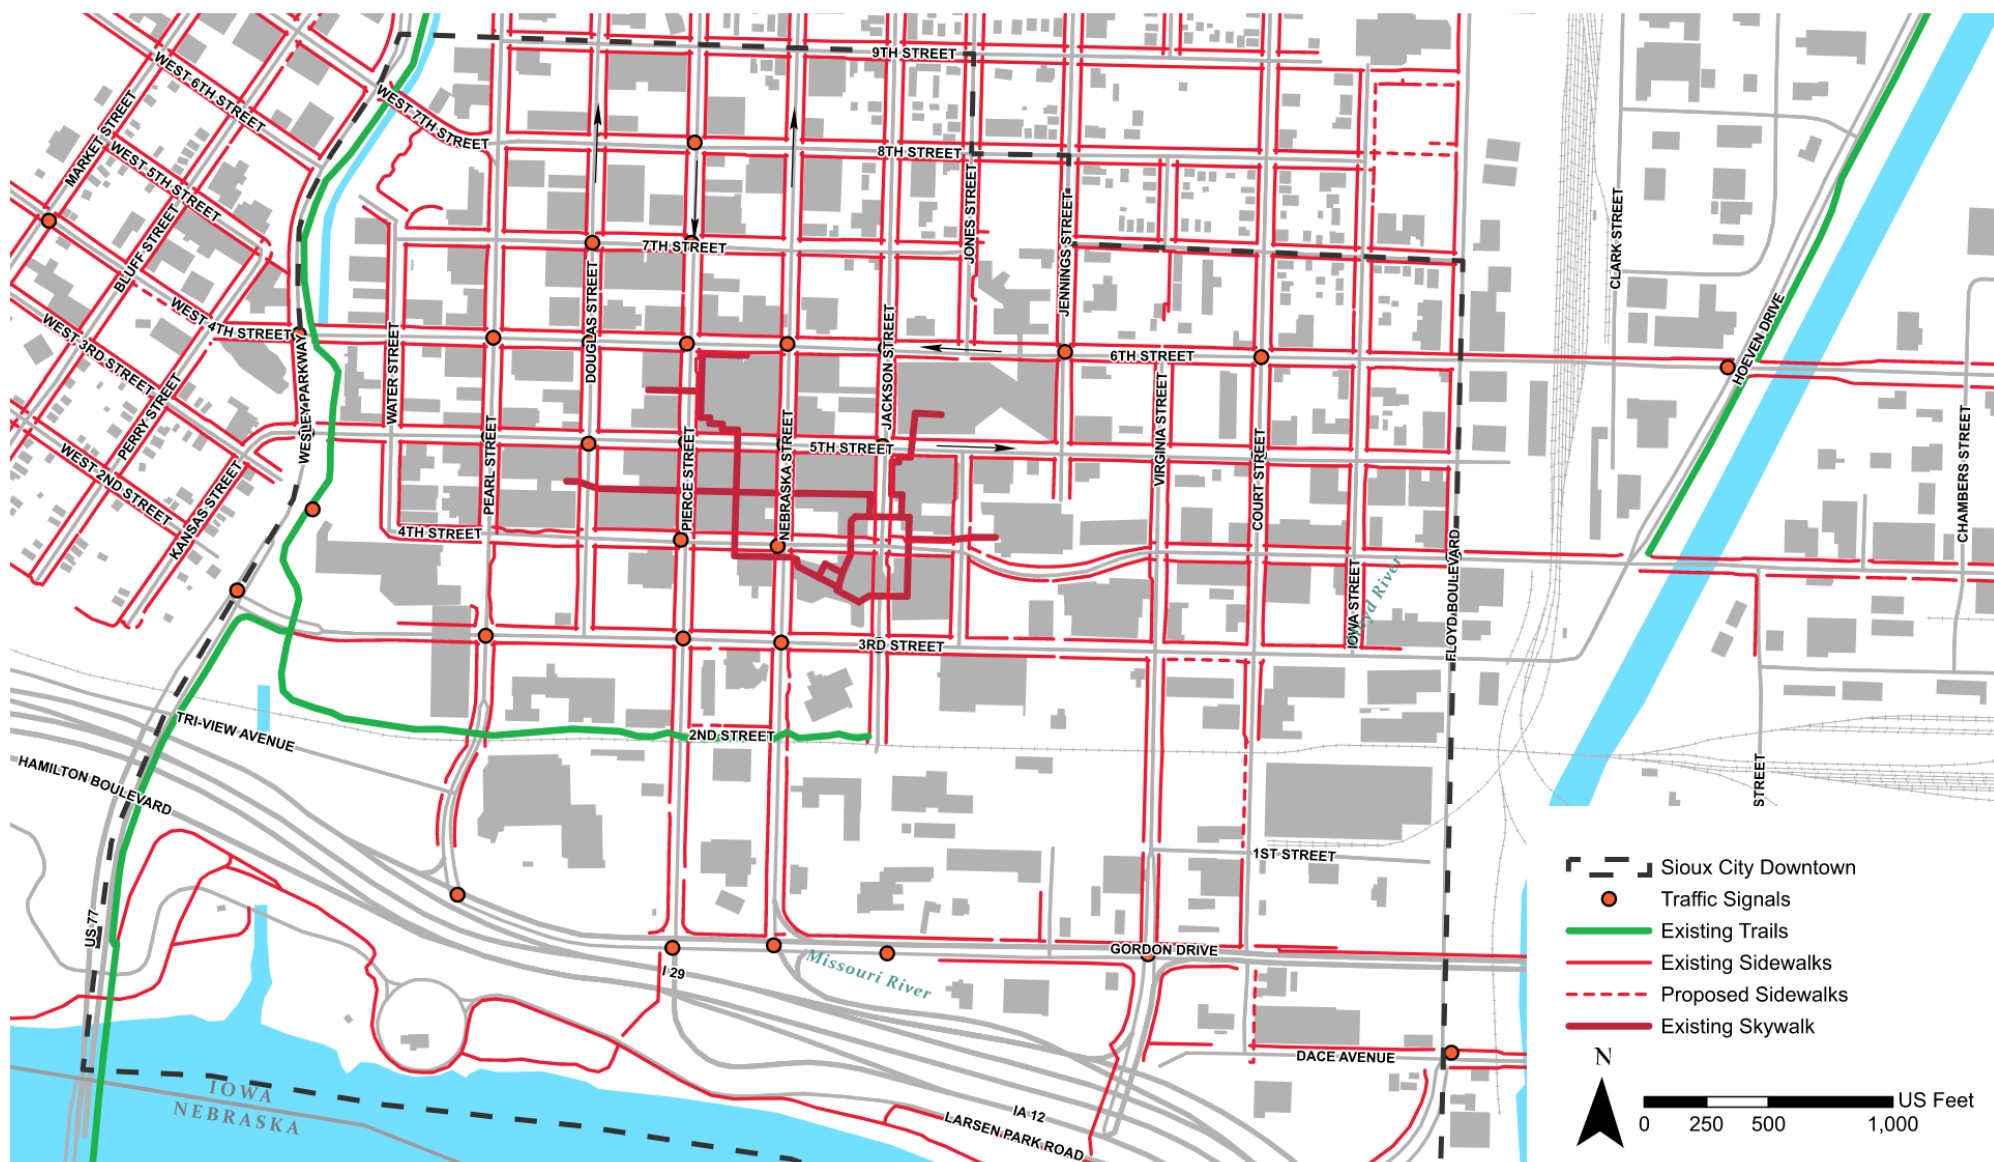 9TH STREET
WEST 6TH STREET
WEST 7TH STREET
MARKET STREET
WEST 5TH STREET
8TH STREET
JONES STREET
JENNINGS STREET
CLARK STREET
BLUFF STREET
7TH STREET
WEST 4TH STREET
WEST 3RD STREET
WESLEY PARKWAY
WATER STREET
DOUGLAS STREET
JACKSON STREET
6TH STREET
HOEVEN DRIVE
PERRY STREET
PEARL STREET
PIERCE STREET
NEBRASKA STREET
5TH STREET
VIRGINIA STREET
COURT STREET
CHAMBERS STREET
WEST 2ND STREET
KANSAS STREET
4TH STREET
IOWA STREET
FLOYD BOULEVARD
3RD STREET
TRI-VIEW AVENUE
2ND STREET
HAMILTON BOULEVARD
STREET
1ST STREET
US 77
GORDON DRIVE
I 29
Missouri River
DACE AVENUE
IOWA
NEBRASKA
IA 12
LARSEN PARK ROAD
Sioux City Downtown
Traffic Signals
Existing Trails
Existing Sidewalks
Proposed Sidewalks
Existing Skywalk
N
US Feet
0 250 500 1,000